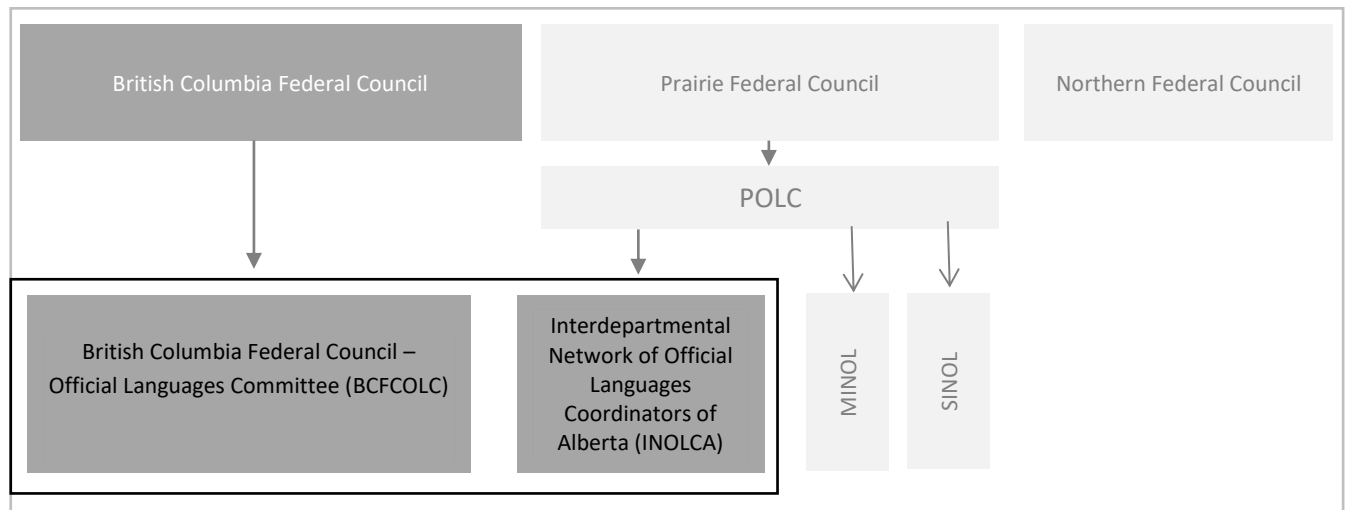 British Columbia Federal Council
Prairie Federal Council
Northern Federal Council
POLC
British Columbia Federal Council –
Official Languages Committee (BCFCOLC)
Interdepartmental
Network of Official
Languages
Coordinators of
Alberta (INOLCA)
MINOL
SINOL